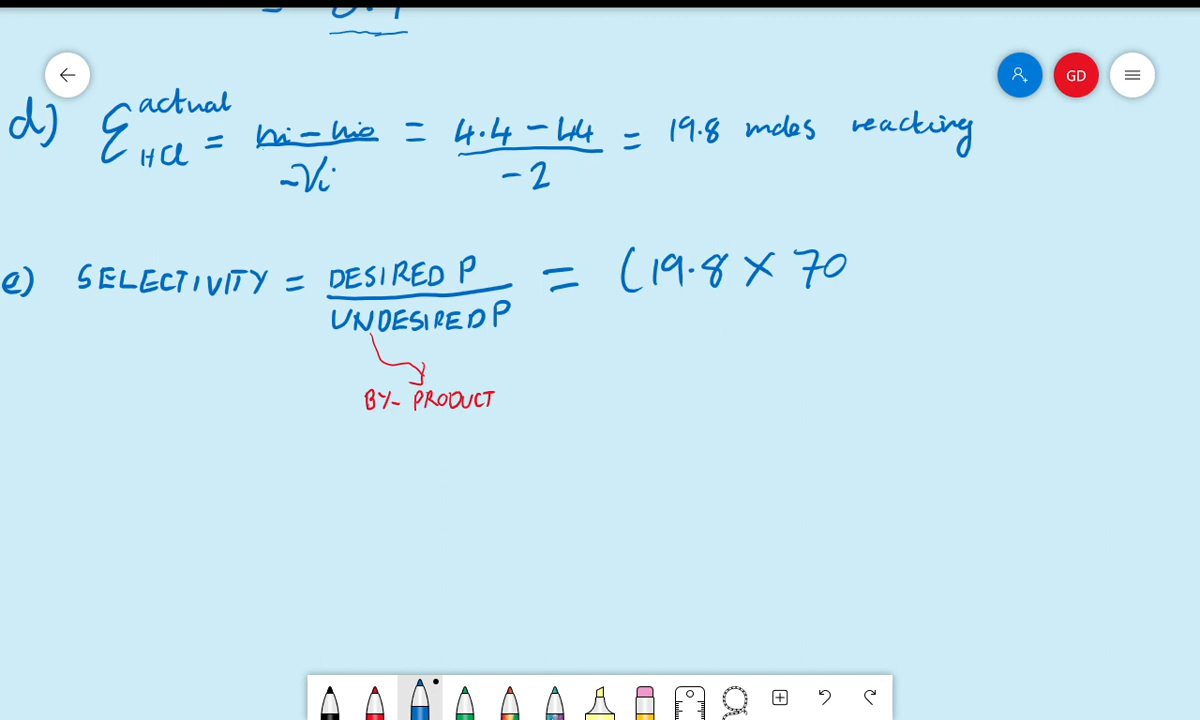 d) ξ actual HCl = ni - nio / -Vi = 4.4 - 44 / -2 = 19.8 moles reacting
e) SELECTIVITY = DESIRED P / UNDESIRED P = (19.8 X 70
BY- PRODUCT
GD